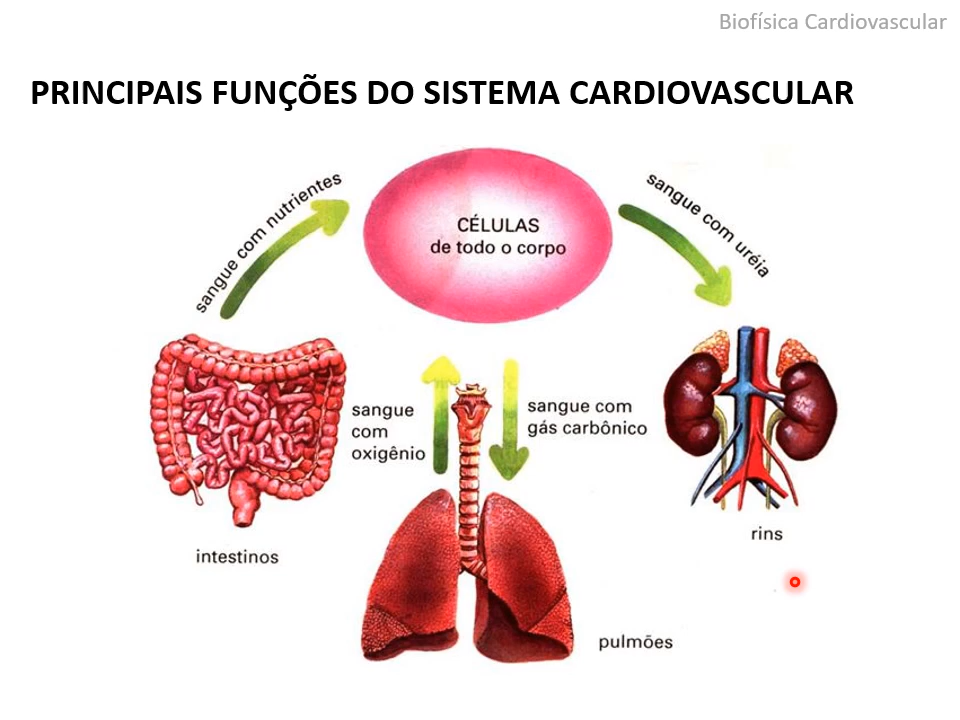 Biofísica Cardiovascular
PRINCIPAIS FUNÇÕES DO SISTEMA CARDIOVASCULAR
sangue com nutrientes
CÉLULAS
de todo o corpo
sangue com uréia
sangue
com
oxigênio
sangue com
gás carbônico
intestinos
rins
pulmões